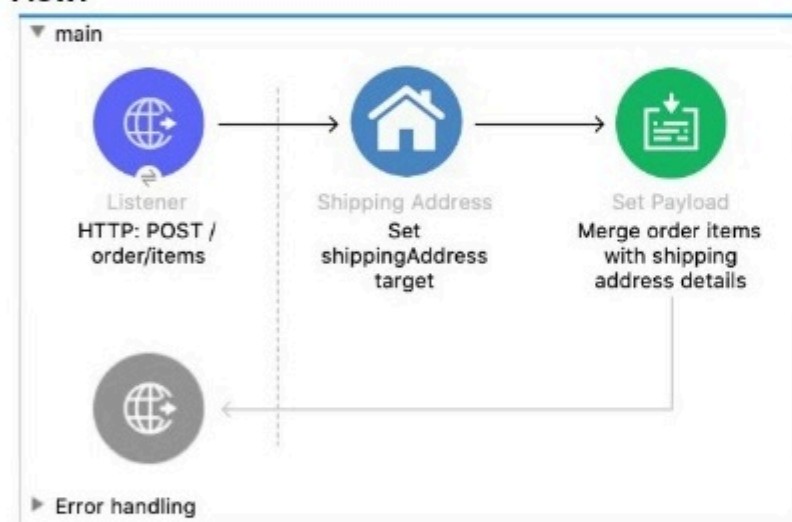 main
Listener
HTTP: POST /
order/items
Shipping Address
Set
shippingAddress
target
Set Payload
Merge order items
with shipping
address details
Error handling